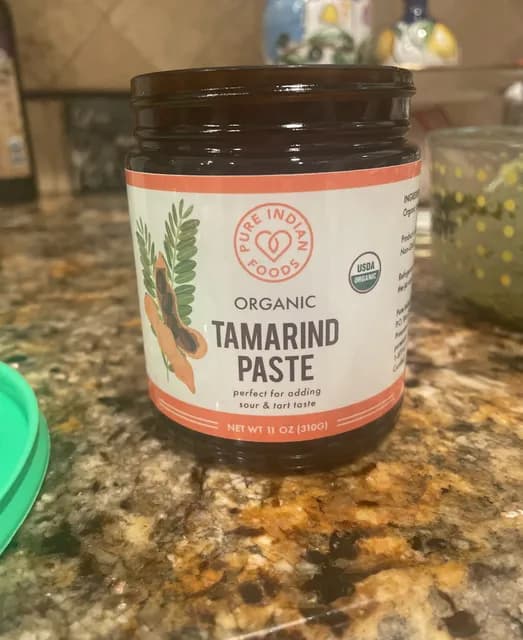 PURE INDIAN
FOODS
USDA
ORGANIC
ORGANIC
TAMARIND
PASTE
perfect for adding
sour & tart taste
NET WT 11 OZ (310G)